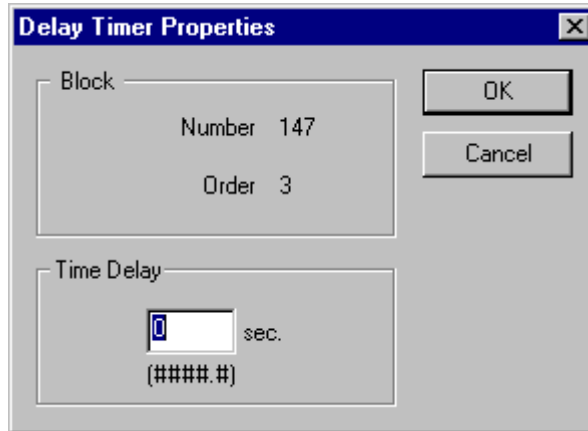 Delay Timer Properties
Block
Number 147
Order 3
OK
Cancel
Time Delay
0 sec.
(####.#)